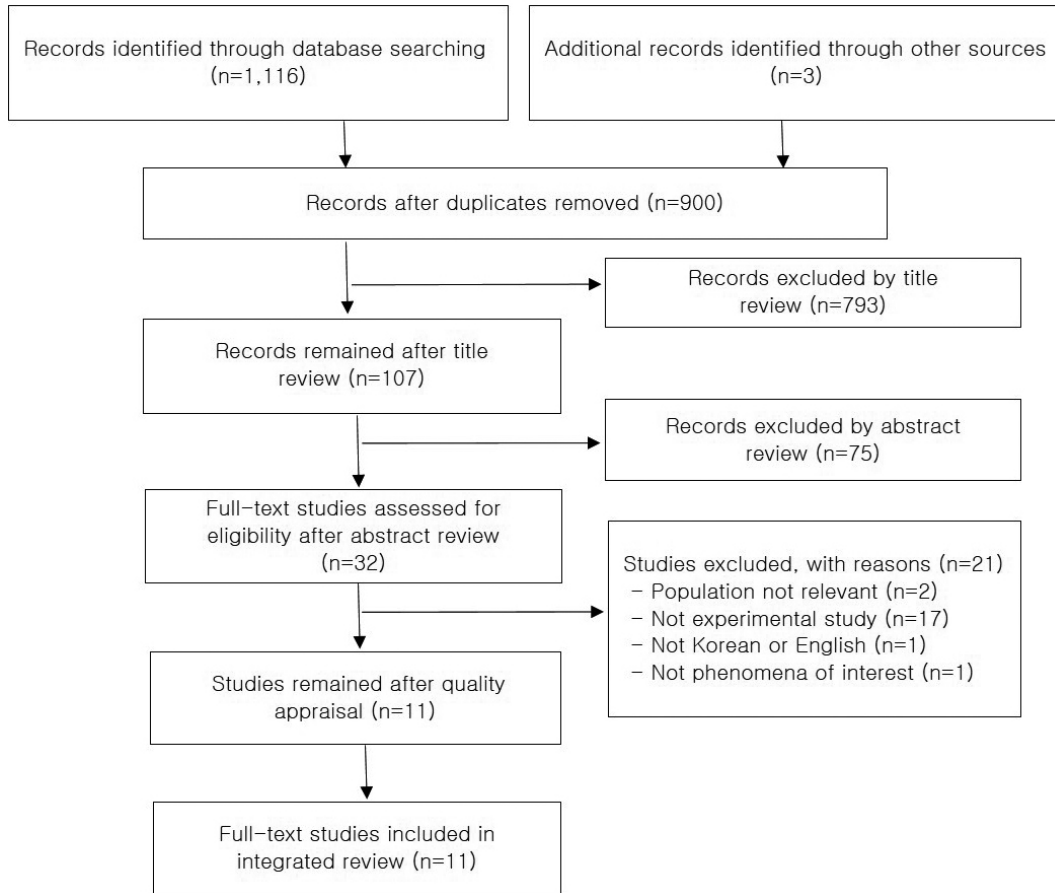 Records identified through database searching
(n=1,116)
Additional records identified through other sources
(n=3)
Records after duplicates removed (n=900)
Records excluded by title
review (n=793)
Records remained after title
review (n=107)
Records excluded by abstract
review (n=75)
Full-text studies assessed for
eligibility after abstract review
(n=32)
Studies excluded, with reasons (n=21)
- Population not relevant (n=2)
- Not experimental study (n=17)
- Not Korean or English (n=1)
- Not phenomena of interest (n=1)
Studies remained after quality
appraisal (n=11)
Full-text studies included in
integrated review (n=11)